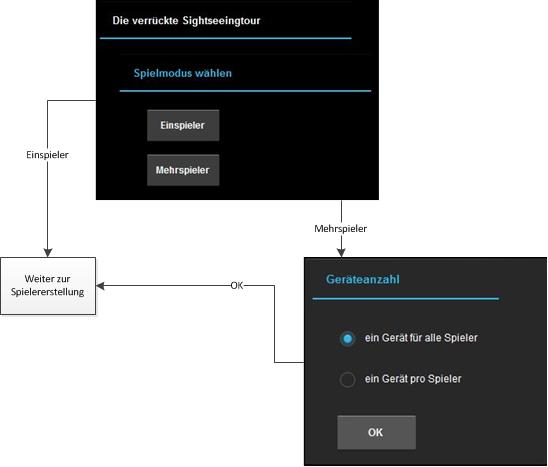 Die verrückte Sightseeingtour
Spielmodus wählen
Einspieler
Mehrspieler
Einspieler
Mehrspieler
Weiter zur
Spielererstellung
OK
Geräteanzahl
ein Gerät für alle Spieler
ein Gerät pro Spieler
OK